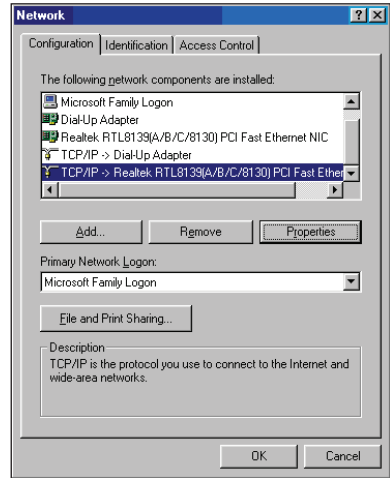 Network
Configuration Identification Access Control
The following network components are installed:
Microsoft Family Logon
Dial-Up Adapter
Realtek RTL8139(A/B/C/8130) PCI Fast Ethernet NIC
TCP/IP -> Dial-Up Adapter
TCP/IP -> Realtek RTL8139(A/B/C/8130) PCI Fast Ether
Add... Remove Properties
Primary Network Logon:
Microsoft Family Logon
File and Print Sharing...
Description
TCP/IP is the protocol you use to connect to the Internet and
wide-area networks.
OK Cancel